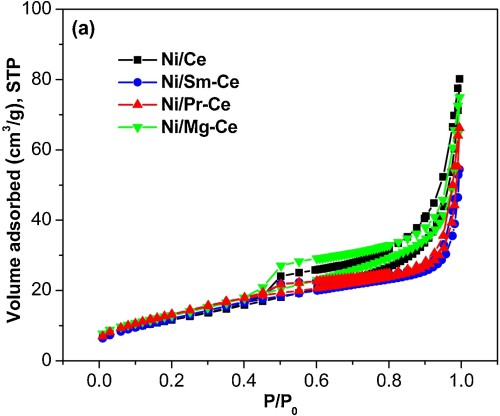 (a)
Ni/Ce
Ni/Sm-Ce
Ni/Pr-Ce
Ni/Mg-Ce
Volume adsorbed (cm³/g), STP
100
80
60
40
20
0
0.0 0.2 0.4 0.6 0.8 1.0
P/P₀